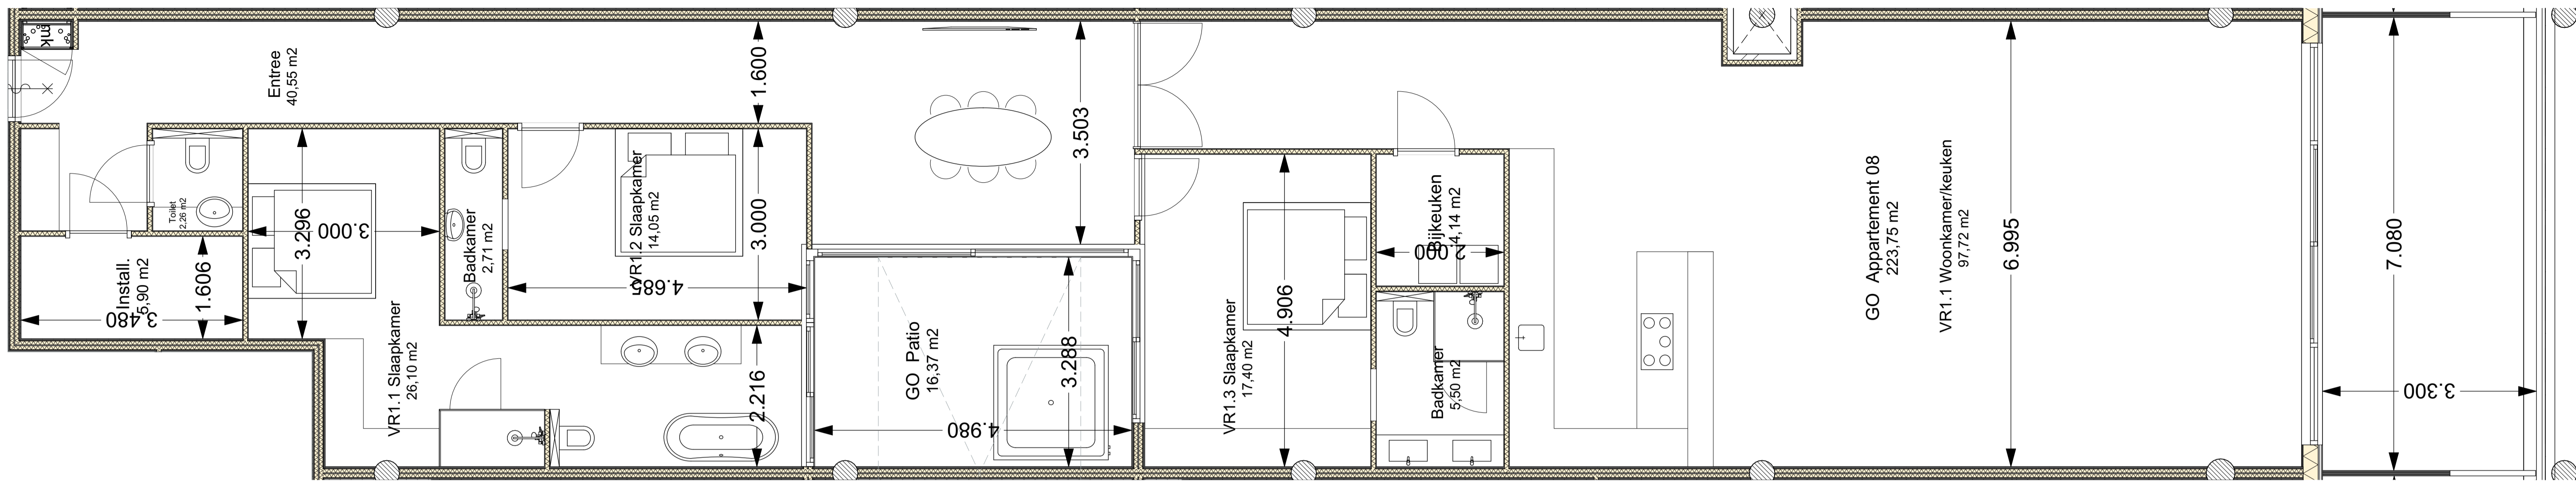 mk
Entree
40,55 m2
1.600
3.503
Toilet
2,26 m2
3.296
3.000
Badkamer
2,71 m2
VR1.2 Slaapkamer
14,05 m2
3.000
4.685
Install.
5,90 m2
1.606
3.480
VR1.1 Slaapkamer
26,10 m2
2.216
GO Patio
16,37 m2
3.288
4.980
VR1.3 Slaapkamer
17,40 m2
4.906
Bijkeuken
4,14 m2
2.000
Badkamer
5,50 m2
GO Appartement 08
223,75 m2
VR1.1 Woonkamer/keuken
97,72 m2
6.995
7.080
3.300